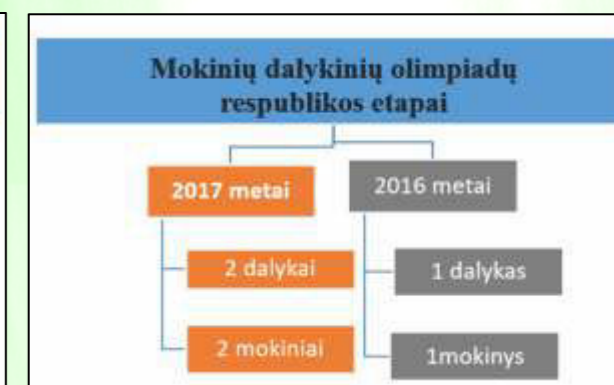 Mokinių dalykinių olimpiadų
respublikos etapai
2017 metai
2 dalykai
2 mokiniai
2016 metai
1 dalykas
1mokinys